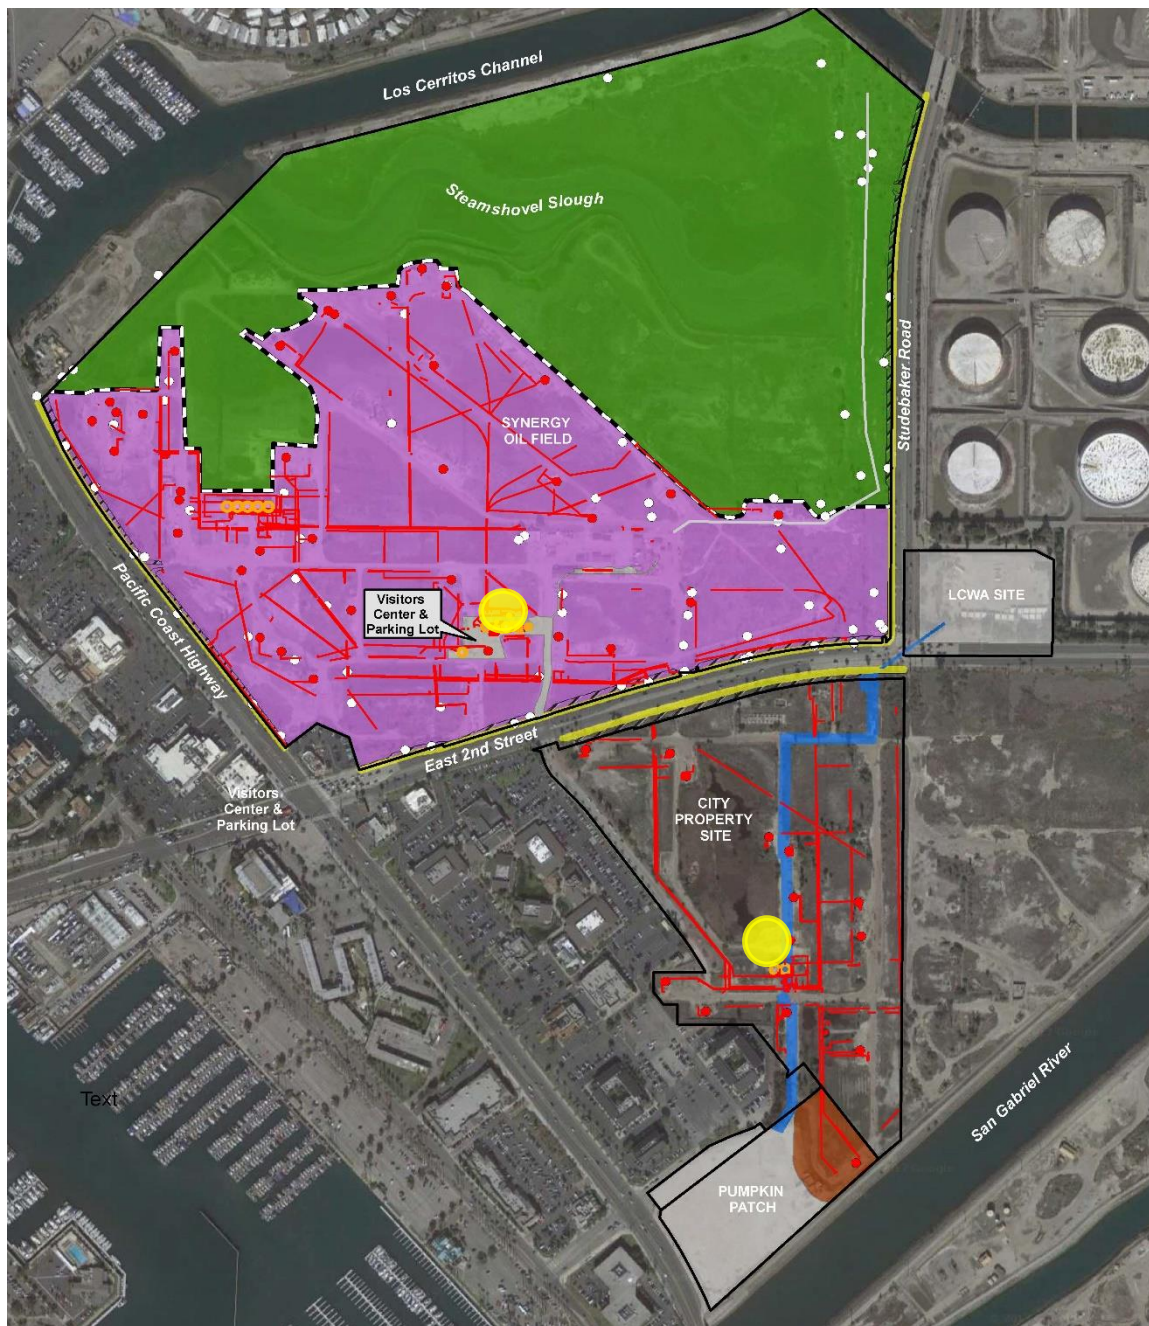 Los Cerritos Channel
Steamshovel Slough
Studebaker Road
SYNERGY
OIL FIELD
LCWA SITE
Visitors
Center &
Parking Lot
Pacific Coast Highway
East 2nd Street
Visitors
Center &
Parking Lot
CITY
PROPERTY
SITE
San Gabriel River
Text
PUMPKIN
PATCH